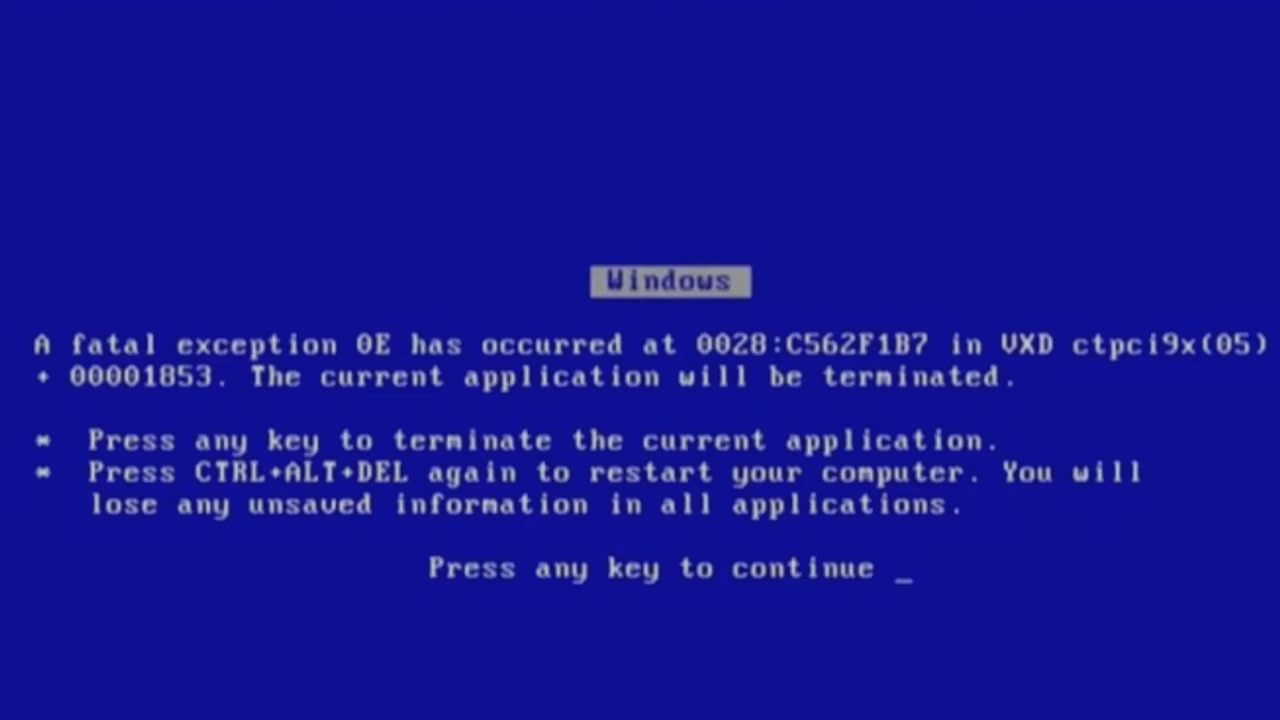 Windows
A fatal exception 0E has occurred at 0028:C562F1B7 in VXD ctpci9x(05)
+ 00001853. The current application will be terminated.
* Press any key to terminate the current application.
* Press CTRL+ALT+DEL again to restart your computer. You will
lose any unsaved information in all applications.
Press any key to continue _